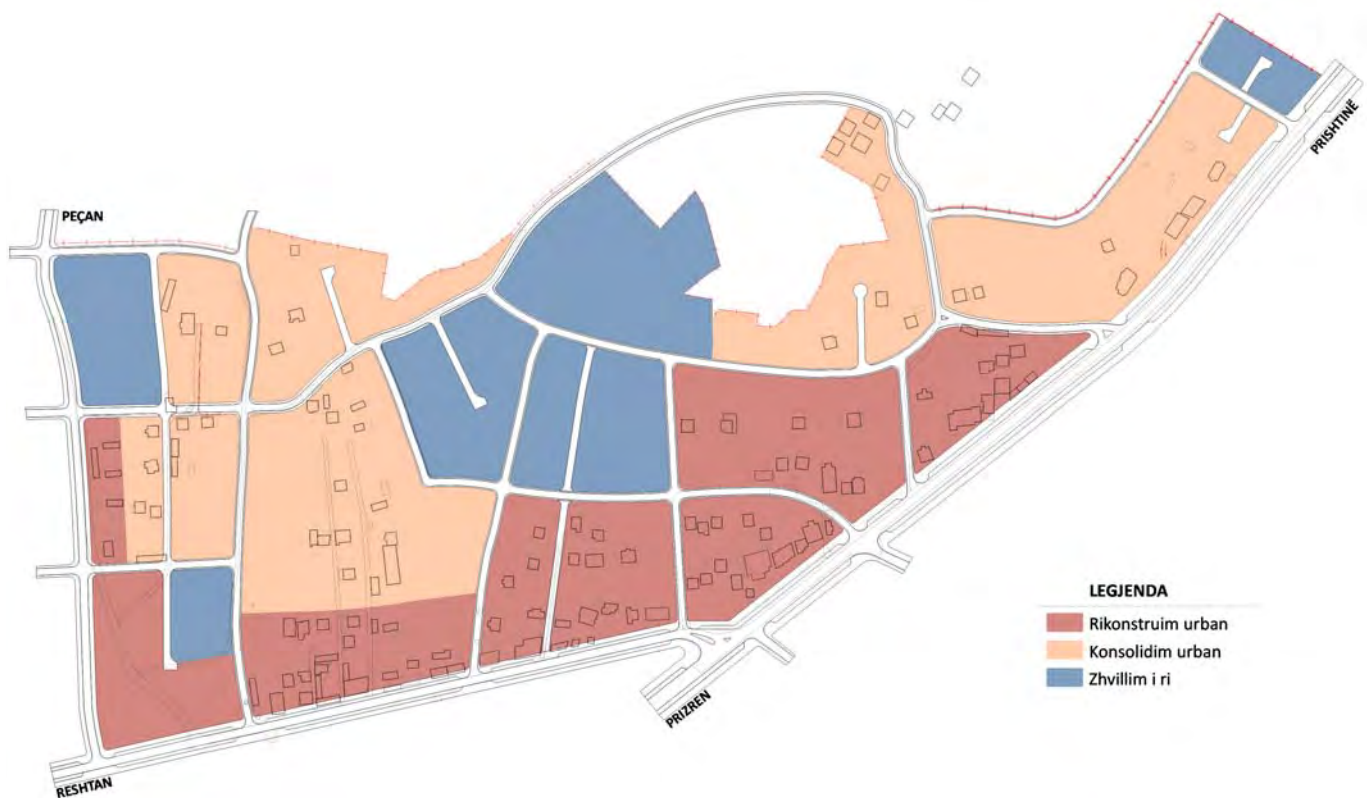 PRISHTINË
PEÇAN
LEGJENDA
Rikonstruim urban
Konsolidim urban
Zhvillim i ri
PRIZREN
RESHTAN